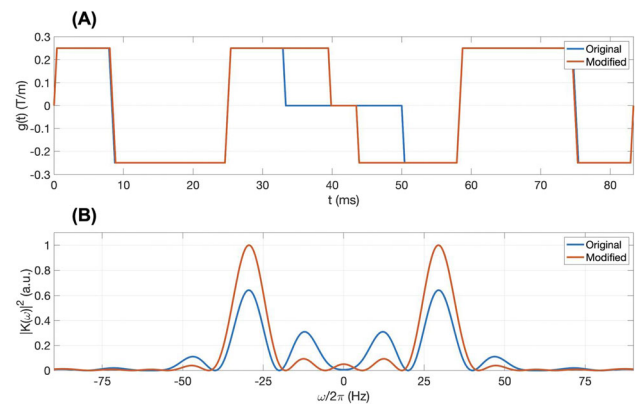 (A)
0.3
0.2
0.1
0
-0.1
-0.2
-0.3
g(t) (T/m)
Original
Modified
0 10 20 30 40 50 60 70 80
t (ms)
(B)
1
0.8
0.6
0.4
0.2
0
|K(ω)|² (a.u.)
Original
Modified
-75 -50 -25 0 25 50 75
ω/2π (Hz)